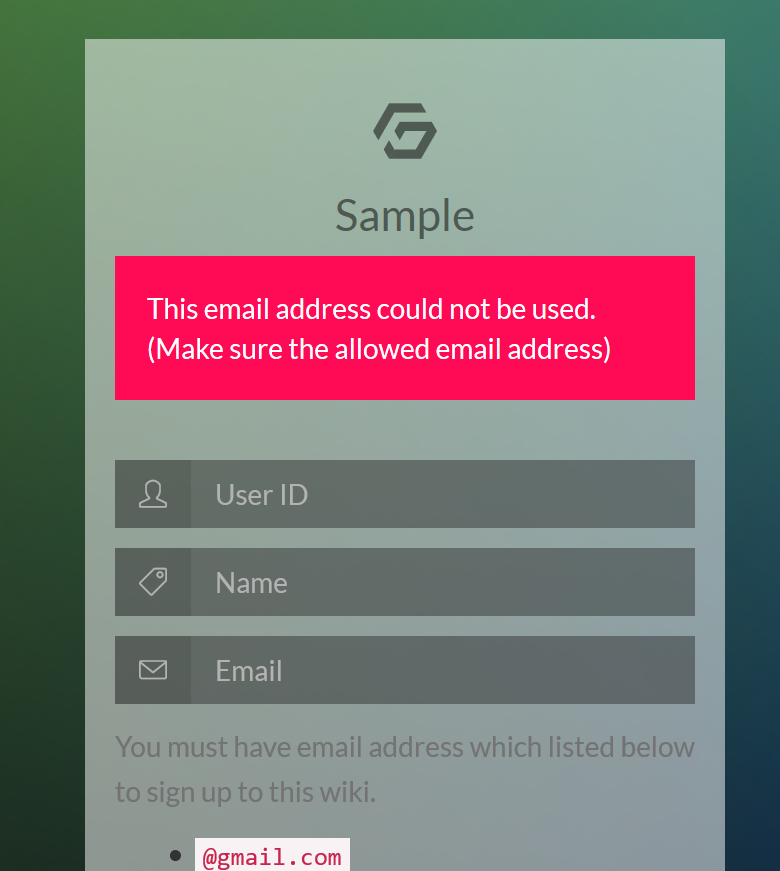 Sample
This email address could not be used.
(Make sure the allowed email address)
User ID
Name
Email
You must have email address which listed below
to sign up to this wiki.
@gmail.com